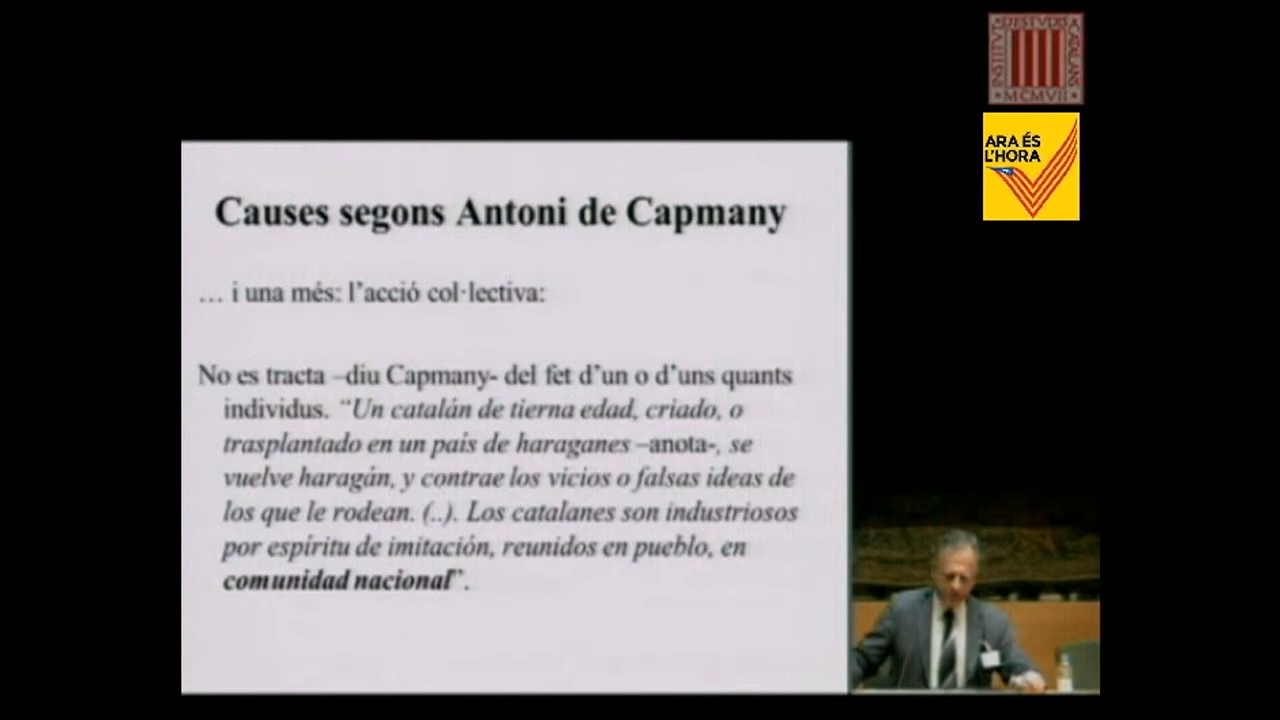 INSTITVT
D'ESTVDIS
CATALANS
MCMVII
ARA ÉS
L'HORA
Causes segons Antoni de Capmany
… i una més: l'acció col·lectiva:
No es tracta –diu Capmany- del fet d'un o d'uns quants
individus. "Un catalán de tierna edad, criado, o
trasplantado en un país de haraganes –anota-, se
vuelve haragán, y contrae los vicios o falsas ideas de
los que le rodean. (..). Los catalanes son industriosos
por espíritu de imitación, reunidos en pueblo, en
comunidad nacional".